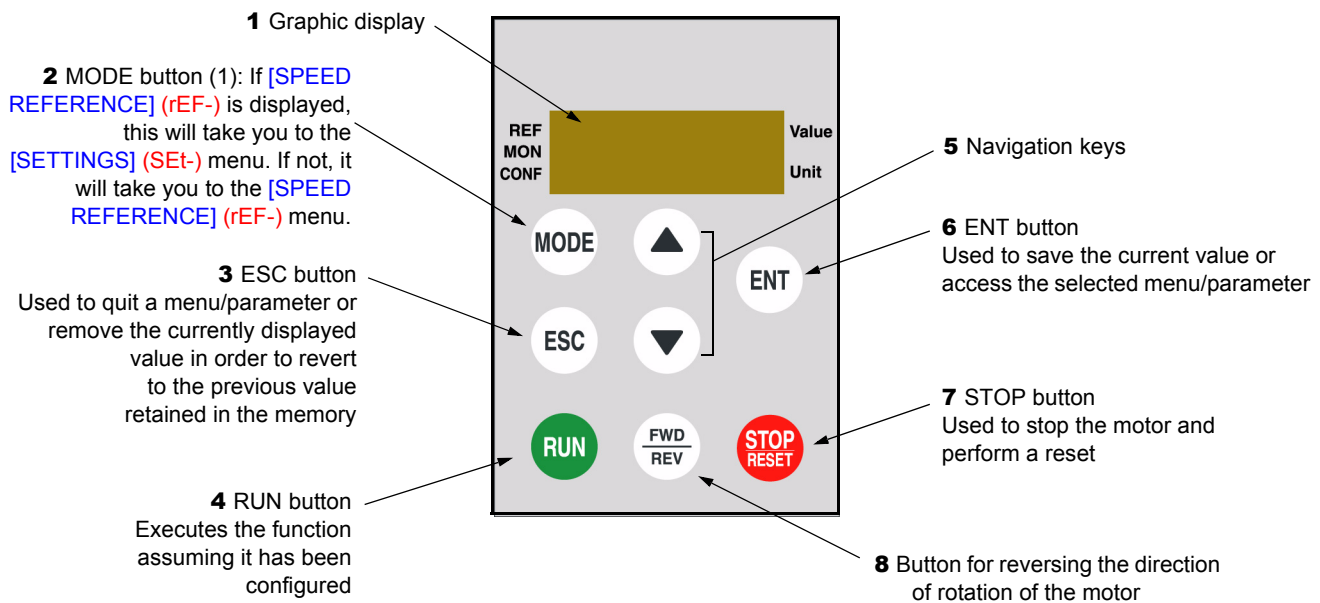 1 Graphic display
2 MODE button (1): If [SPEED
REFERENCE] (rEF-) is displayed,
this will take you to the
[SETTINGS] (SEt-) menu. If not, it
will take you to the [SPEED
REFERENCE] (rEF-) menu.
3 ESC button
Used to quit a menu/parameter or
remove the currently displayed
value in order to revert
to the previous value
retained in the memory
4 RUN button
Executes the function
assuming it has been
configured
REF
MON
CONF
Value
Unit
MODE
ENT
ESC
RUN
FWD
REV
STOP
RESET
5 Navigation keys
6 ENT button
Used to save the current value or
access the selected menu/parameter
7 STOP button
Used to stop the motor and
perform a reset
8 Button for reversing the direction
of rotation of the motor